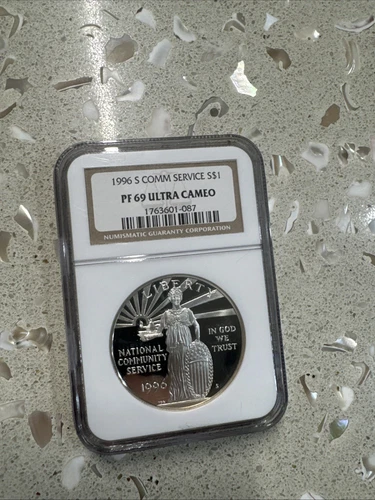 1996 S COMM SERVICE S$1
PF 69 ULTRA CAMEO
1763601-087
NUMISMATIC GUARANTY CORPORATION
LIBERTY
IN GOD
WE
TRUST
NATIONAL
COMMUNITY
SERVICE
1996
S